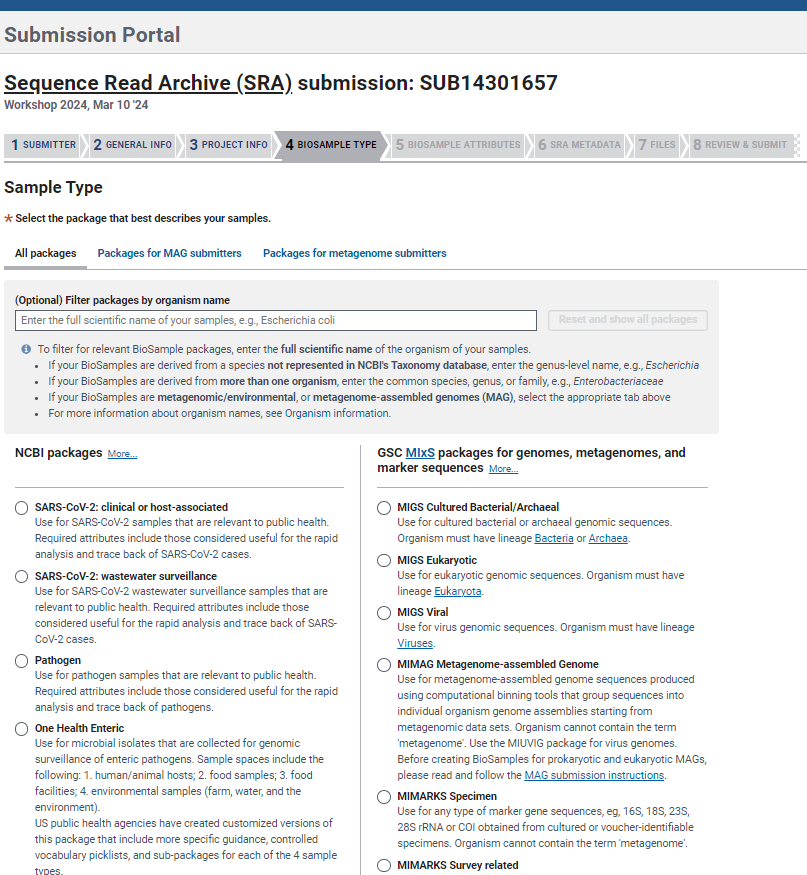 Submission Portal
Sequence Read Archive (SRA) submission: SUB14301657
Workshop 2024, Mar 10 '24
1 SUBMITTER 2 GENERAL INFO 3 PROJECT INFO 4 BIOSAMPLE TYPE 5 BIOSAMPLE ATTRIBUTES 6 SRA METADATA 7 FILES 8 REVIEW & SUBMIT
Sample Type
* Select the package that best describes your samples.
All packages Packages for MAG submitters Packages for metagenome submitters
(Optional) Filter packages by organism name
Enter the full scientific name of your samples, e.g., Escherichia coli Reset and show all packages
To filter for relevant BioSample packages, enter the full scientific name of the organism of your samples.
• If your BioSamples are derived from a species not represented in NCBI's Taxonomy database, enter the genus-level name, e.g., Escherichia
• If your BioSamples are derived from more than one organism, enter the common species, genus, or family, e.g., Enterobacteriaceae
• If your BioSamples are metagenomic/environmental, or metagenome-assembled genomes (MAG), select the appropriate tab above
• For more information about organism names, see Organism information.
NCBI packages More...
SARS-CoV-2: clinical or host-associated
Use for SARS-CoV-2 samples that are relevant to public health.
Required attributes include those considered useful for the rapid
analysis and trace back of SARS-CoV-2 cases.
SARS-CoV-2: wastewater surveillance
Use for SARS-CoV-2 wastewater surveillance samples that are
relevant to public health. Required attributes include those
considered useful for the rapid analysis and trace back of SARS-
CoV-2 cases.
Pathogen
Use for pathogen samples that are relevant to public health.
Required attributes include those considered useful for the rapid
analysis and trace back of pathogens.
One Health Enteric
Use for microbial isolates that are collected for genomic
surveillance of enteric pathogens. Sample spaces include the
following: 1. human/animal hosts; 2. food samples; 3. food
facilities; 4. environmental samples (farm, water, and the
environment).
US public health agencies have created customized versions of
this package that include more specific guidance, controlled
vocabulary picklists, and sub-packages for each of the 4 sample
types.
GSC MIxS packages for genomes, metagenomes, and
marker sequences More...
MIGS Cultured Bacterial/Archaeal
Use for cultured bacterial or archaeal genomic sequences.
Organism must have lineage Bacteria or Archaea.
MIGS Eukaryotic
Use for eukaryotic genomic sequences. Organism must have
lineage Eukaryota.
MIGS Viral
Use for virus genomic sequences. Organism must have lineage
Viruses.
MIMAG Metagenome-assembled Genome
Use for metagenome-assembled genome sequences produced
using computational binning tools that group sequences into
individual organism genome assemblies starting from
metagenomic data sets. Organism cannot contain the term
'metagenome'. Use the MIUVIG package for virus genomes.
Before creating BioSamples for prokaryotic and eukaryotic MAGs,
please read and follow the MAG submission instructions.
MIMARKS Specimen
Use for any type of marker gene sequences, eg, 16S, 18S, 23S,
28S rRNA or COI obtained from cultured or voucher-identifiable
specimens. Organism cannot contain the term 'metagenome'.
MIMARKS Survey related